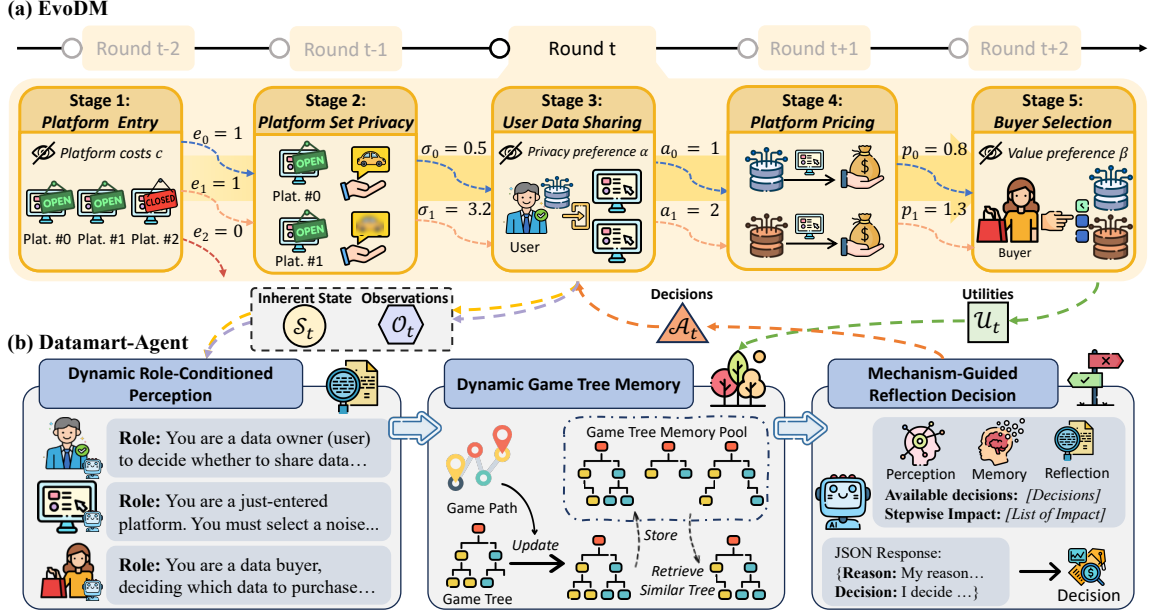 (a) EvoDM
Round t-2
Round t-1
Round t
Round t+1
Round t+2
Stage 1:
Platform Entry
Platform costs c
OPEN
OPEN
CLOSED
Plat. #0
Plat. #1
Plat. #2
e₀ = 1
e₁ = 1
e₂ = 0
Stage 2:
Platform Set Privacy
OPEN
Plat. #0
OPEN
Plat. #1
σ₀ = 0.5
σ₁ = 3.2
Stage 3:
User Data Sharing
Privacy preference α
User
a₀ = 1
a₁ = 2
Stage 4:
Platform Pricing
$
$
p₀ = 0.8
p₁ = 1.3
Stage 5:
Buyer Selection
Value preference β
Buyer
Inherent State
Observations
𝒮ₜ
𝒪ₜ
Decisions
𝒜ₜ
Utilities
𝒰ₜ
(b) Datamart-Agent
Dynamic Role-Conditioned
Perception
Role: You are a data owner (user)
to decide whether to share data…
Role: You are a just-entered
platform. You must select a noise...
Role: You are a data buyer,
deciding which data to purchase…
Dynamic Game Tree Memory
Game Tree Memory Pool
Game Path
Update
Game Tree
Store
Retrieve
Similar Tree
Mechanism-Guided
Reflection Decision
Perception
Memory
Reflection
Available decisions: [Decisions]
Stepwise Impact: [List of Impact]
AI
JSON Response:
{Reason: My reason…
Decision: I decide …}
$
Decision